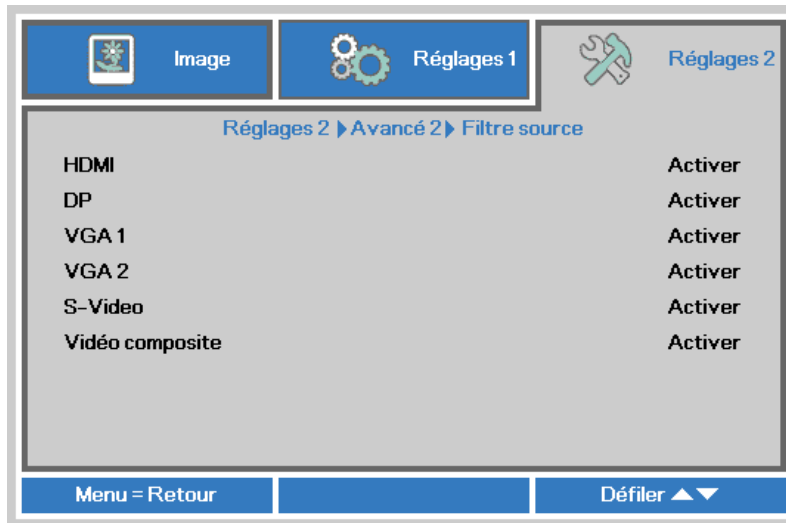 Image
Réglages 1
Réglages 2
Réglages 2 ▶ Avancé 2 ▶ Filtre source
HDMI Activer
DP Activer
VGA 1 Activer
VGA 2 Activer
S-Video Activer
Vidéo composite Activer
Menu = Retour
Défiler ▲▼